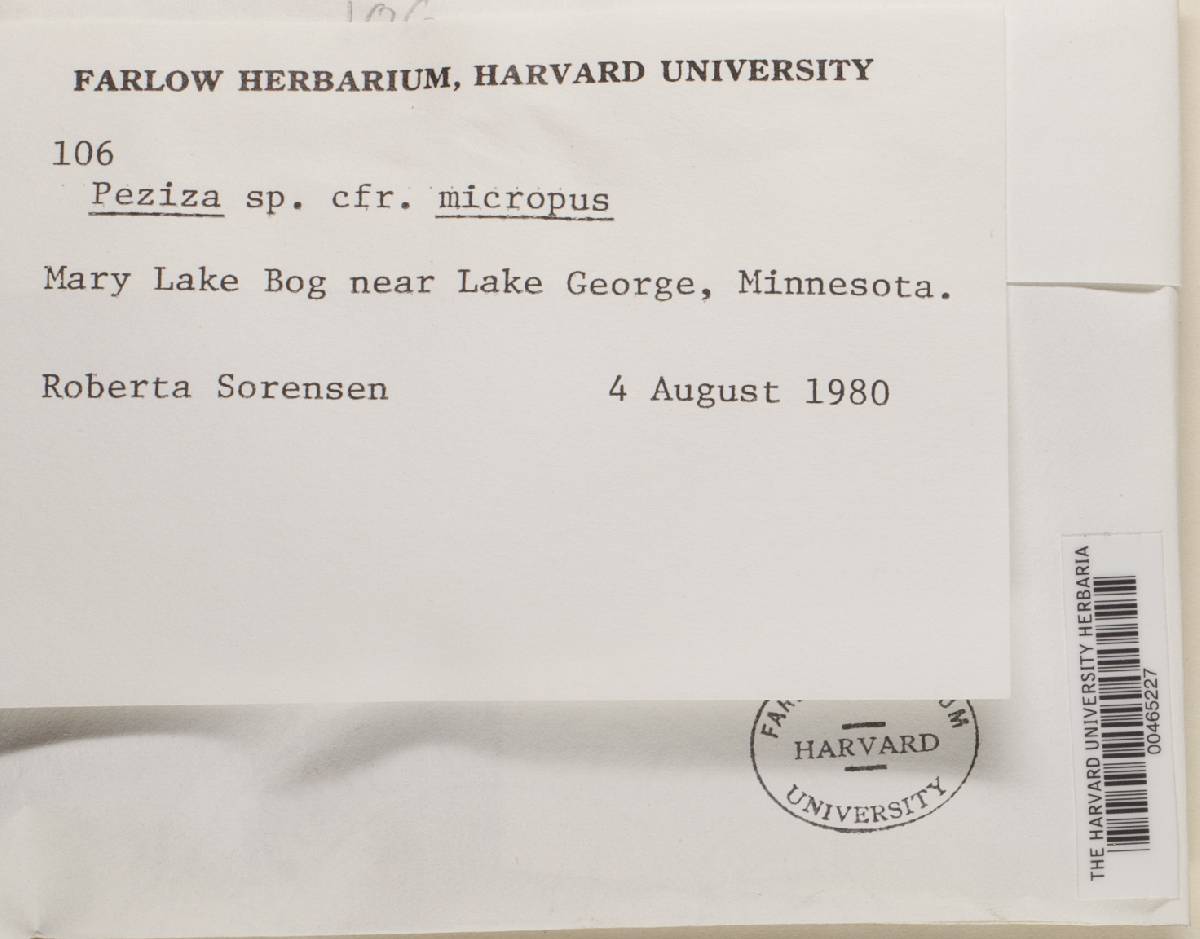 106
FARLOW HERBARIUM, HARVARD UNIVERSITY
106
Peziza sp. cfr. micropus
Mary Lake Bog near Lake George, Minnesota.
Roberta Sorensen 4 August 1980
HARVARD
UNIVERSITY
THE HARVARD UNIVERSITY HERBARIA
00465227